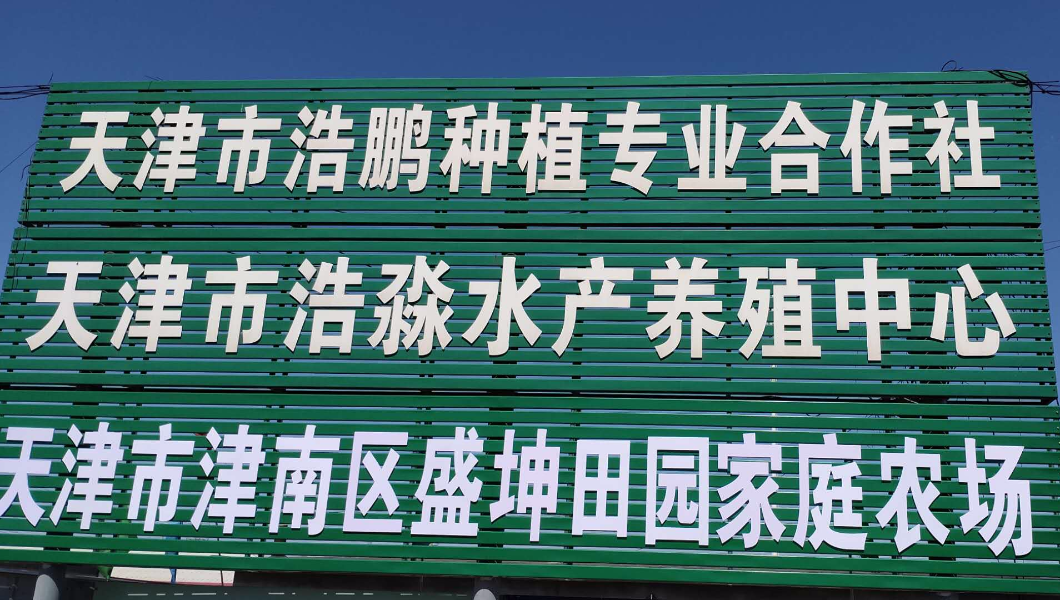 天津市浩鹏种植专业合作社
天津市浩淼水产养殖中心
天津市津南区盛坤田园家庭农场